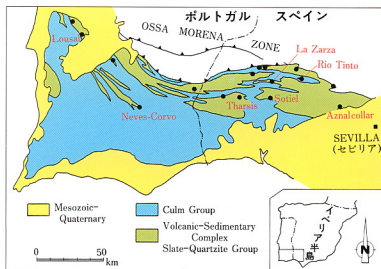 ポルトガル
スペイン
OSSA MORENA
ZONE
Lousal
La Zarza
Rio Tinto
Tharsis
Sotiel
Neves-Corvo
Aznalcollar
SEVILLA
(セビリア)
Mesozoic-
Quaternary
Culm Group
Volcanic-Sedimentary
Complex
Slate-Quartzite Group
0
50
km
イベリア半島
N